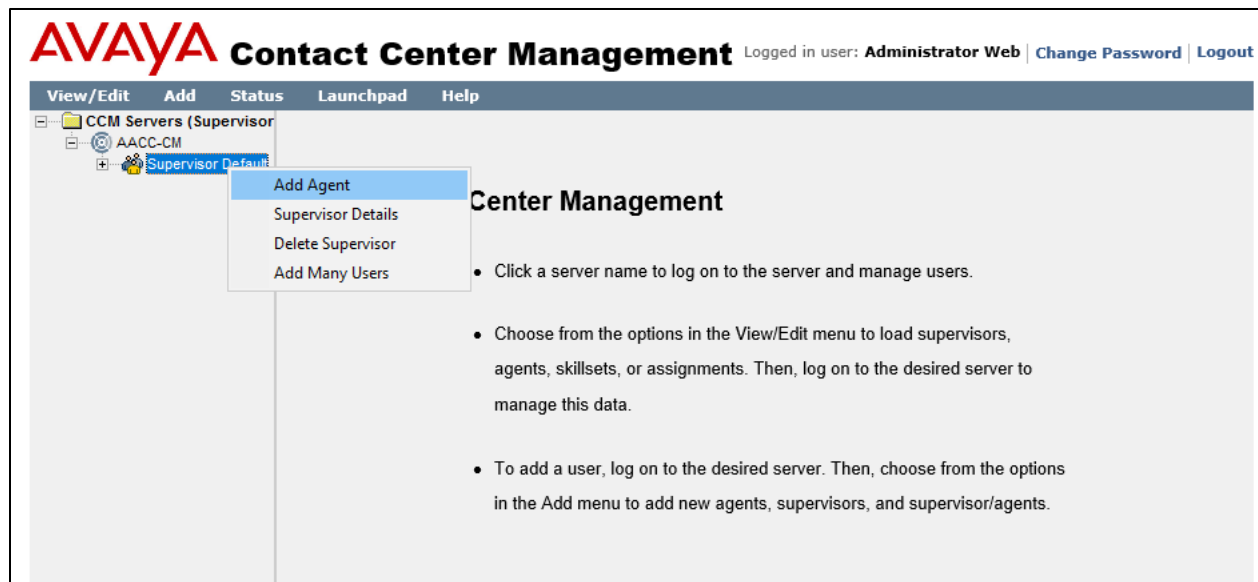 AVAYA Contact Center Management Logged in user: Administrator Web | Change Password | Logout
View/Edit Add Status Launchpad Help
CCM Servers (Supervisor
AACC-CM
Supervisor Default
Add Agent
Supervisor Details
Delete Supervisor
Add Many Users
Center Management
• Click a server name to log on to the server and manage users.
• Choose from the options in the View/Edit menu to load supervisors,
agents, skillsets, or assignments. Then, log on to the desired server to
manage this data.
• To add a user, log on to the desired server. Then, choose from the options
in the Add menu to add new agents, supervisors, and supervisor/agents.